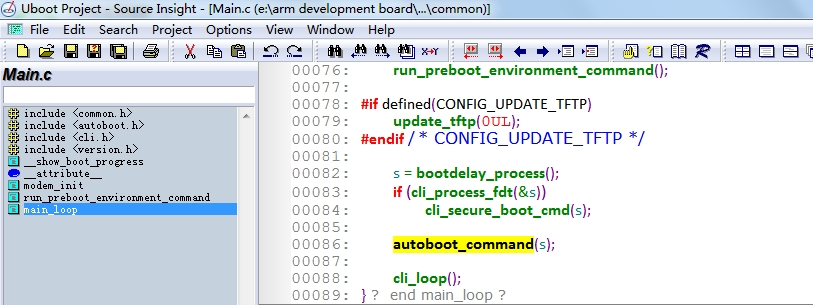 Uboot Project - Source Insight - [Main.c (e:\arm development board\...\common)]
File Edit Search Project Options View Window Help
Main.c
include <common.h>
include <autoboot.h>
include <cli.h>
include <version.h>
__show_boot_progress
__attribute__
modem_init
run_preboot_environment_command
main_loop
00076: run_preboot_environment_command();
00077:
00078: #if defined(CONFIG_UPDATE_TFTP)
00079: update_tftp(0UL);
00080: #endif /* CONFIG_UPDATE_TFTP */
00081:
00082: s = bootdelay_process();
00083: if (cli_process_fdt(&s))
00084: cli_secure_boot_cmd(s);
00085:
00086: autoboot_command(s);
00087:
00088: cli_loop();
00089: } ? end main_loop ?